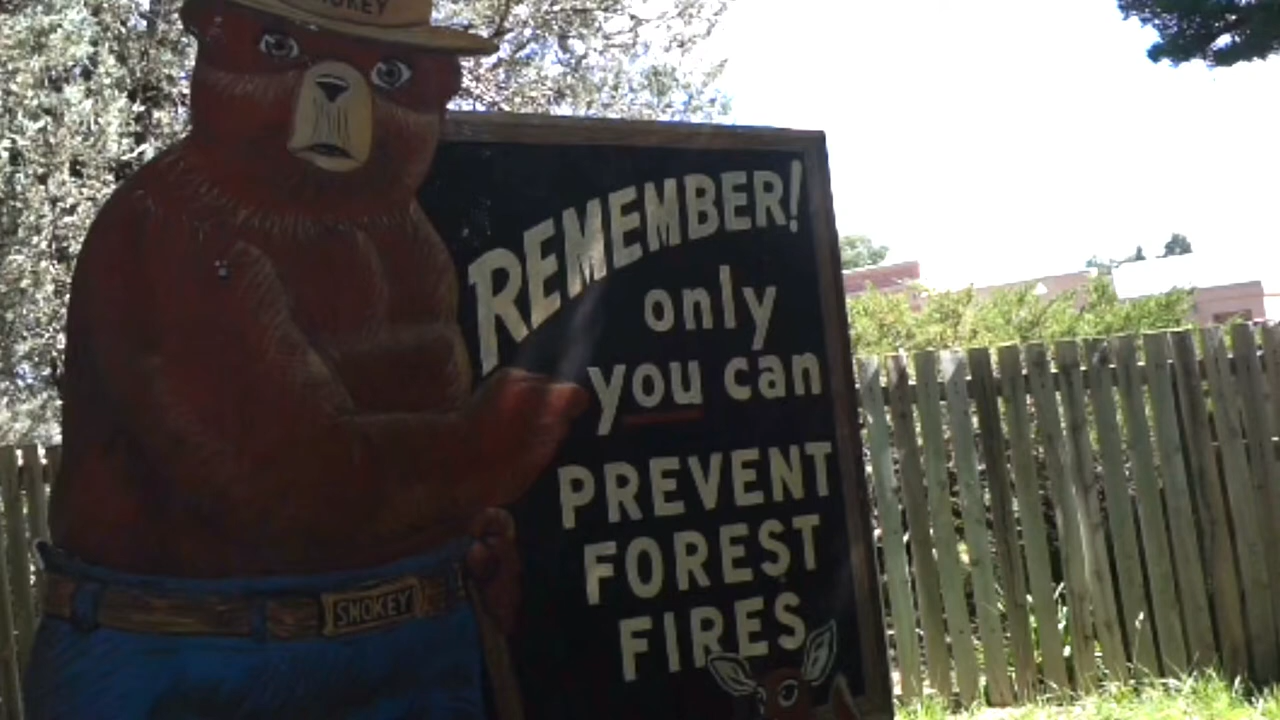 SMOKEY
REMEMBER!
only
you can
PREVENT
FOREST
FIRES
SMOKEY